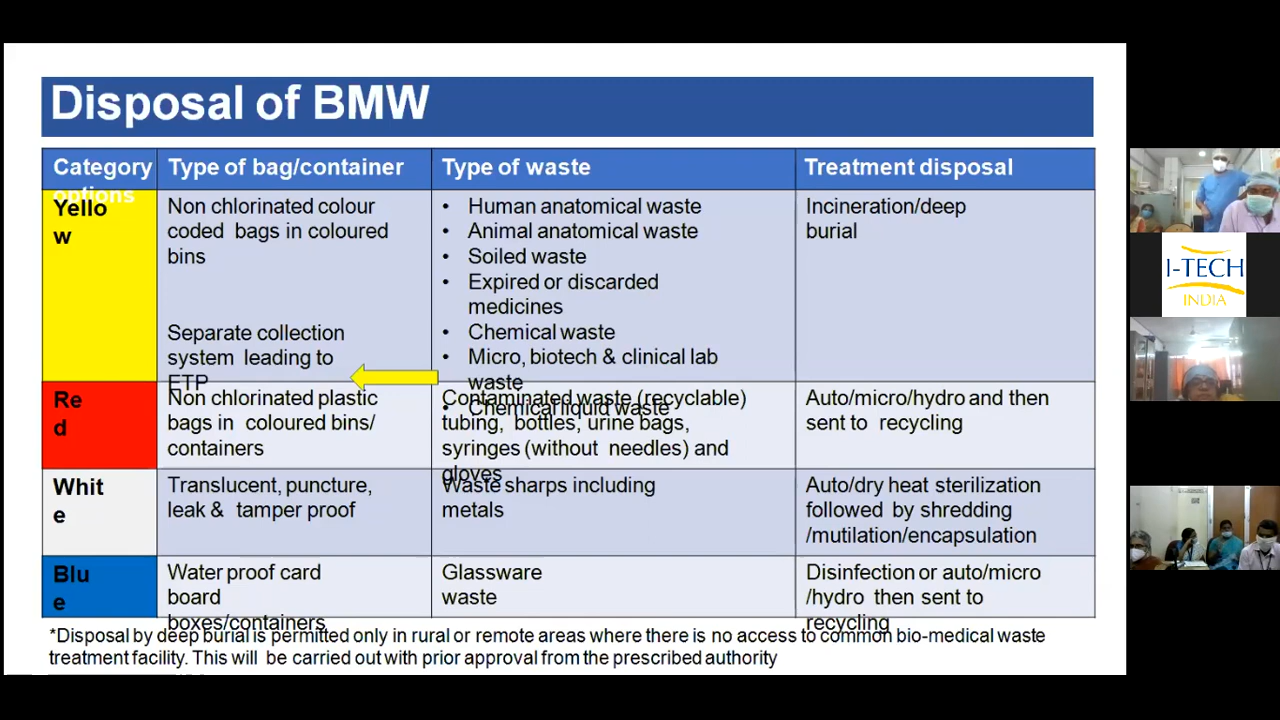 Disposal of BMW
Category
options
Type of bag/container
Type of waste
Treatment disposal
Yello
w
Non chlorinated colour
coded bags in coloured
bins
Separate collection
system leading to
ETP
• Human anatomical waste
• Animal anatomical waste
• Soiled waste
• Expired or discarded
medicines
• Chemical waste
• Micro, biotech & clinical lab
waste
• Chemical liquid waste
Incineration/deep
burial
Re
d
Non chlorinated plastic
bags in coloured bins/
containers
Contaminated waste (recyclable)
tubing, bottles, urine bags,
syringes (without needles) and
gloves
Auto/micro/hydro and then
sent to recycling
Whit
e
Translucent, puncture,
leak & tamper proof
Waste sharps including
metals
Auto/dry heat sterilization
followed by shredding
/mutilation/encapsulation
Blu
e
Water proof card
board
boxes/containers
Glassware
waste
Disinfection or auto/micro
/hydro then sent to
recycling
*Disposal by deep burial is permitted only in rural or remote areas where there is no access to common bio-medical waste
treatment facility. This will be carried out with prior approval from the prescribed authority
I-TECH
INDIA